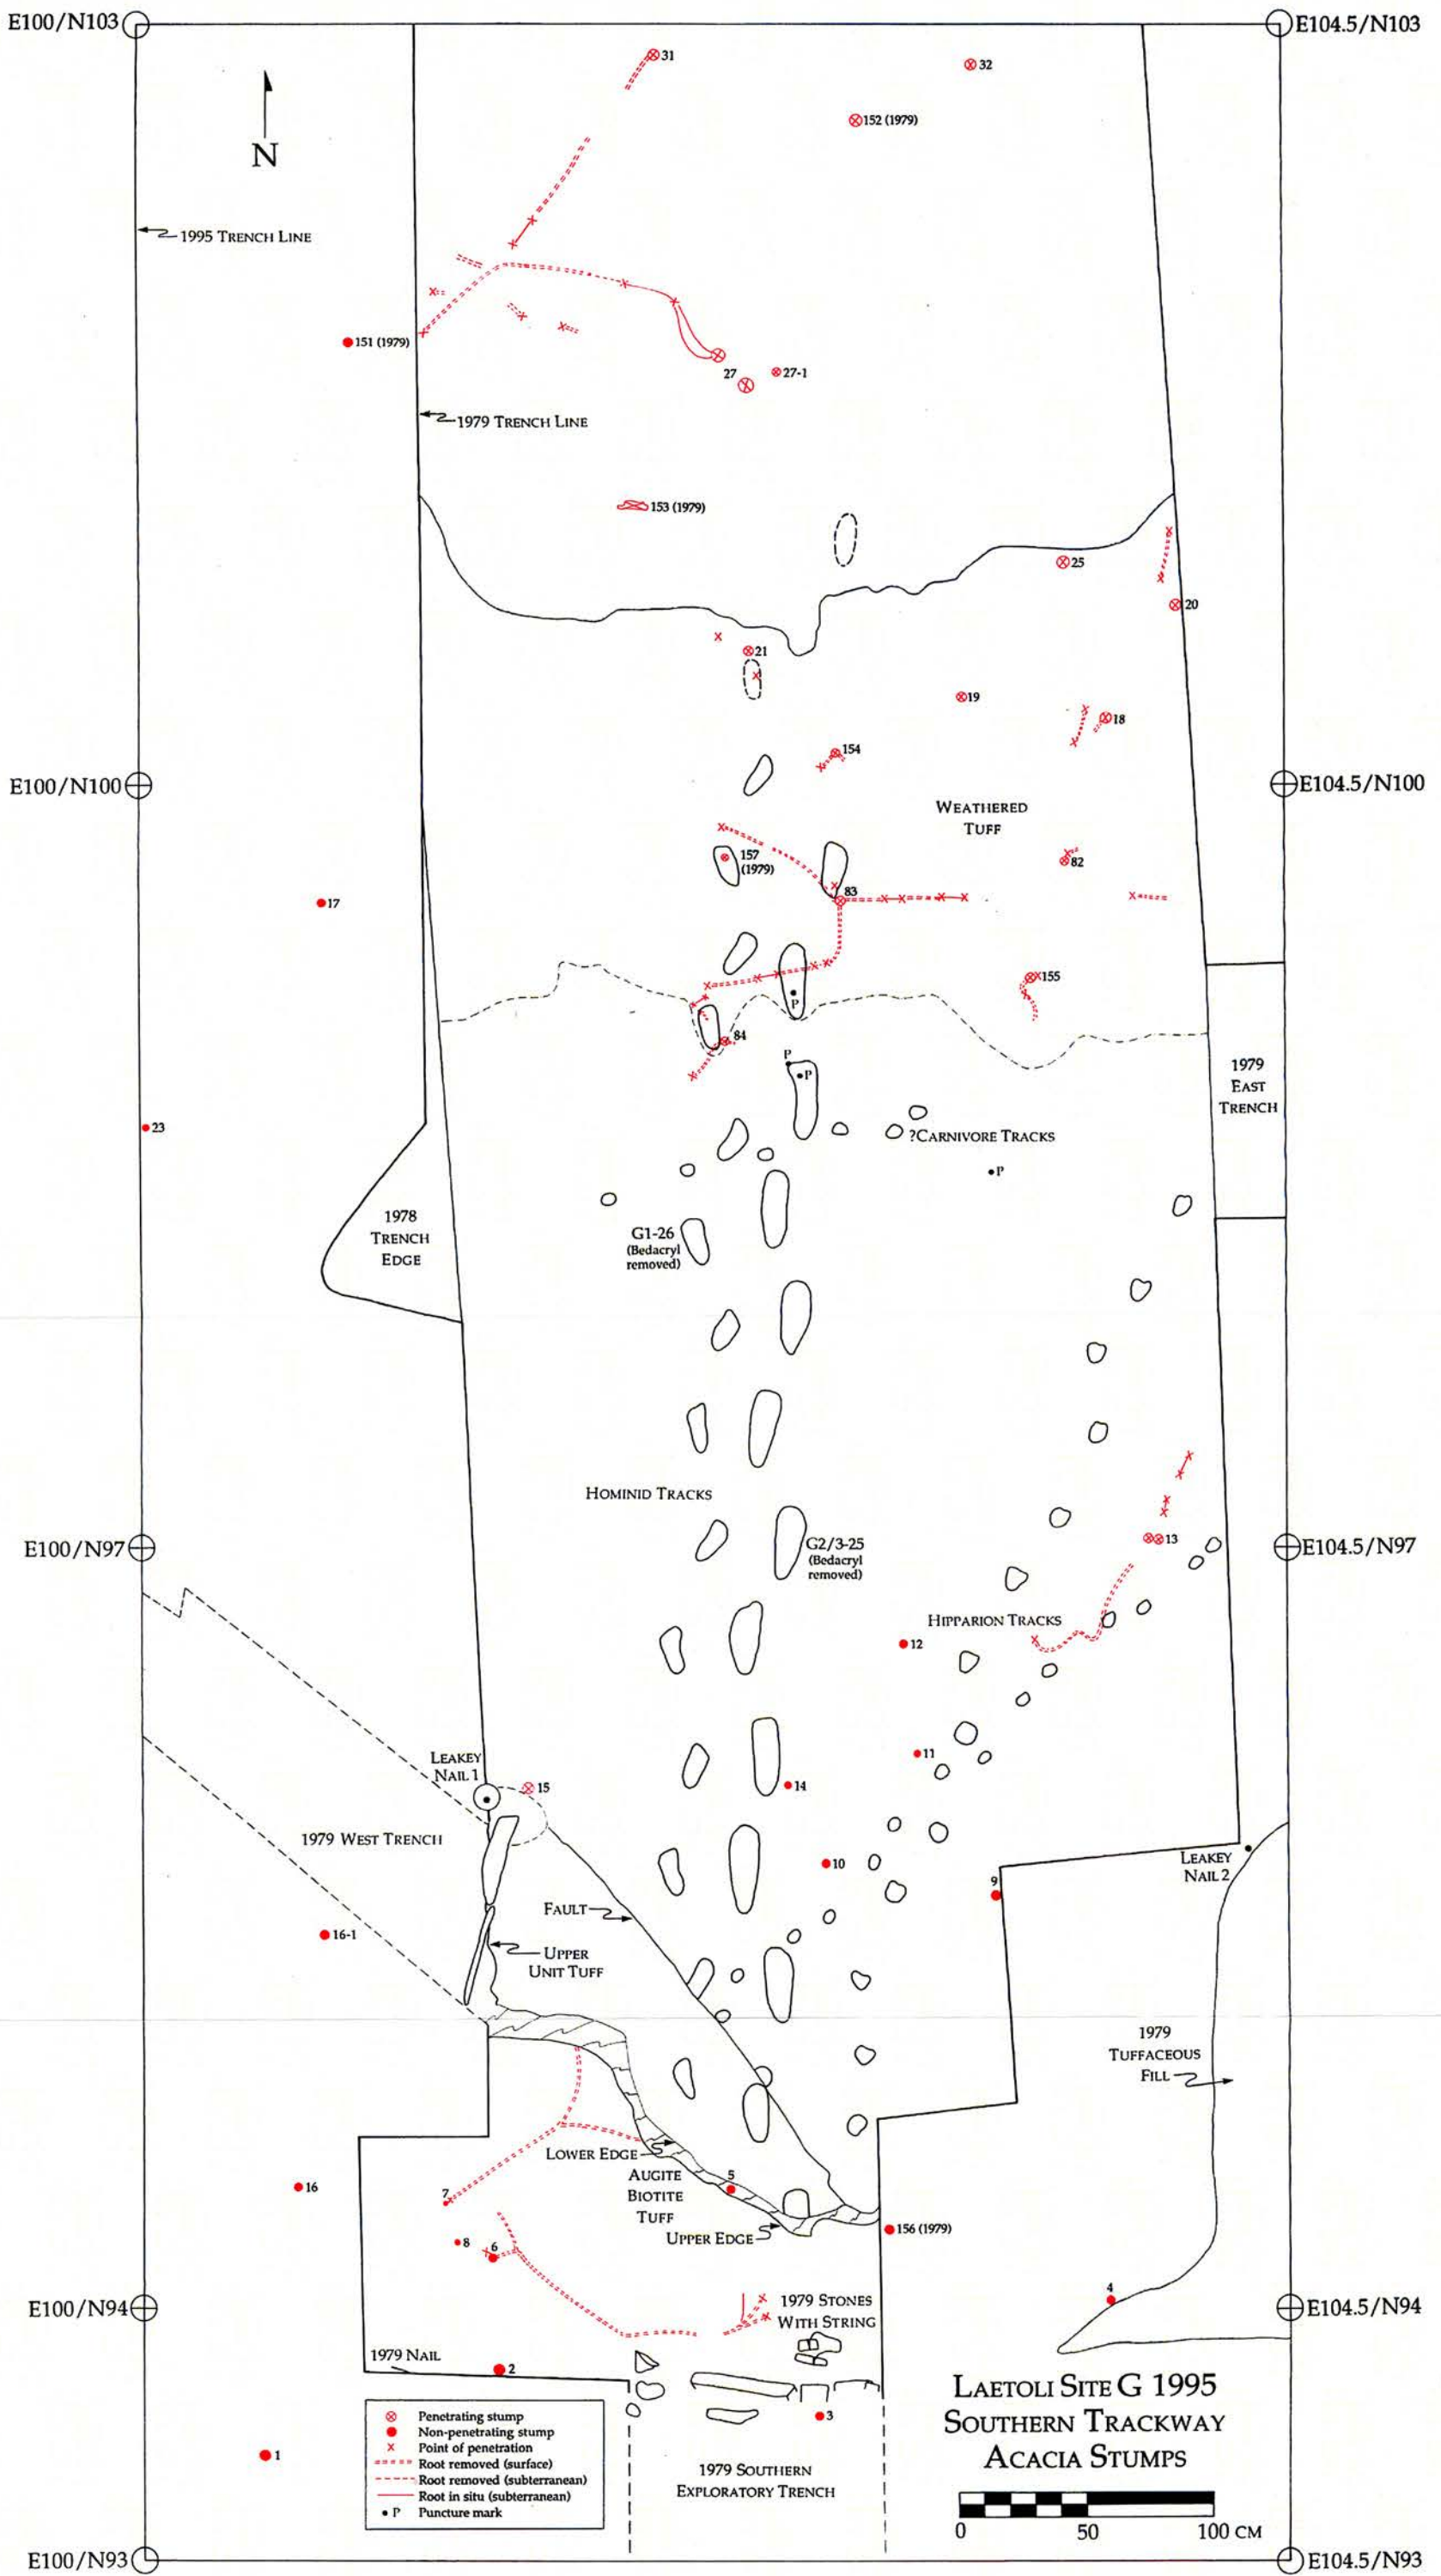 E100/N103
E104.5/N103
31
32
152 (1979)
N
1995 TRENCH LINE
151 (1979)
27
27-1
1979 TRENCH LINE
153 (1979)
25
20
21
19
18
154
E100/N100
E104.5/N100
WEATHERED
TUFF
157
(1979)
82
83
17
155
P
84
P
P
1979
EAST
TRENCH
23
?CARNIVORE TRACKS
P
1978
TRENCH
EDGE
G1-26
(Bedacryl
removed)
HOMINID TRACKS
13
E100/N97
G2/3-25
(Bedacryl
removed)
E104.5/N97
HIPPARION TRACKS
12
11
LEAKEY
NAIL 1
15
14
1979 WEST TRENCH
10
LEAKEY
NAIL 2
9
FAULT
16-1
UPPER
UNIT TUFF
1979
TUFFACEOUS
FILL
LOWER EDGE
AUGITE
BIOTITE
TUFF
5
16
7
UPPER EDGE
156 (1979)
8
6
4
E100/N94
1979 STONES
WITH STRING
E104.5/N94
1979 NAIL
2
3
LAETOLI SITE G 1995
SOUTHERN TRACKWAY
ACACIA STUMPS
1
Penetrating stump
Non-penetrating stump
X Point of penetration
Root removed (surface)
Root removed (subterranean)
Root in situ (subterranean)
P Puncture mark
1979 SOUTHERN
EXPLORATORY TRENCH
0 50 100 CM
E100/N93
E104.5/N93